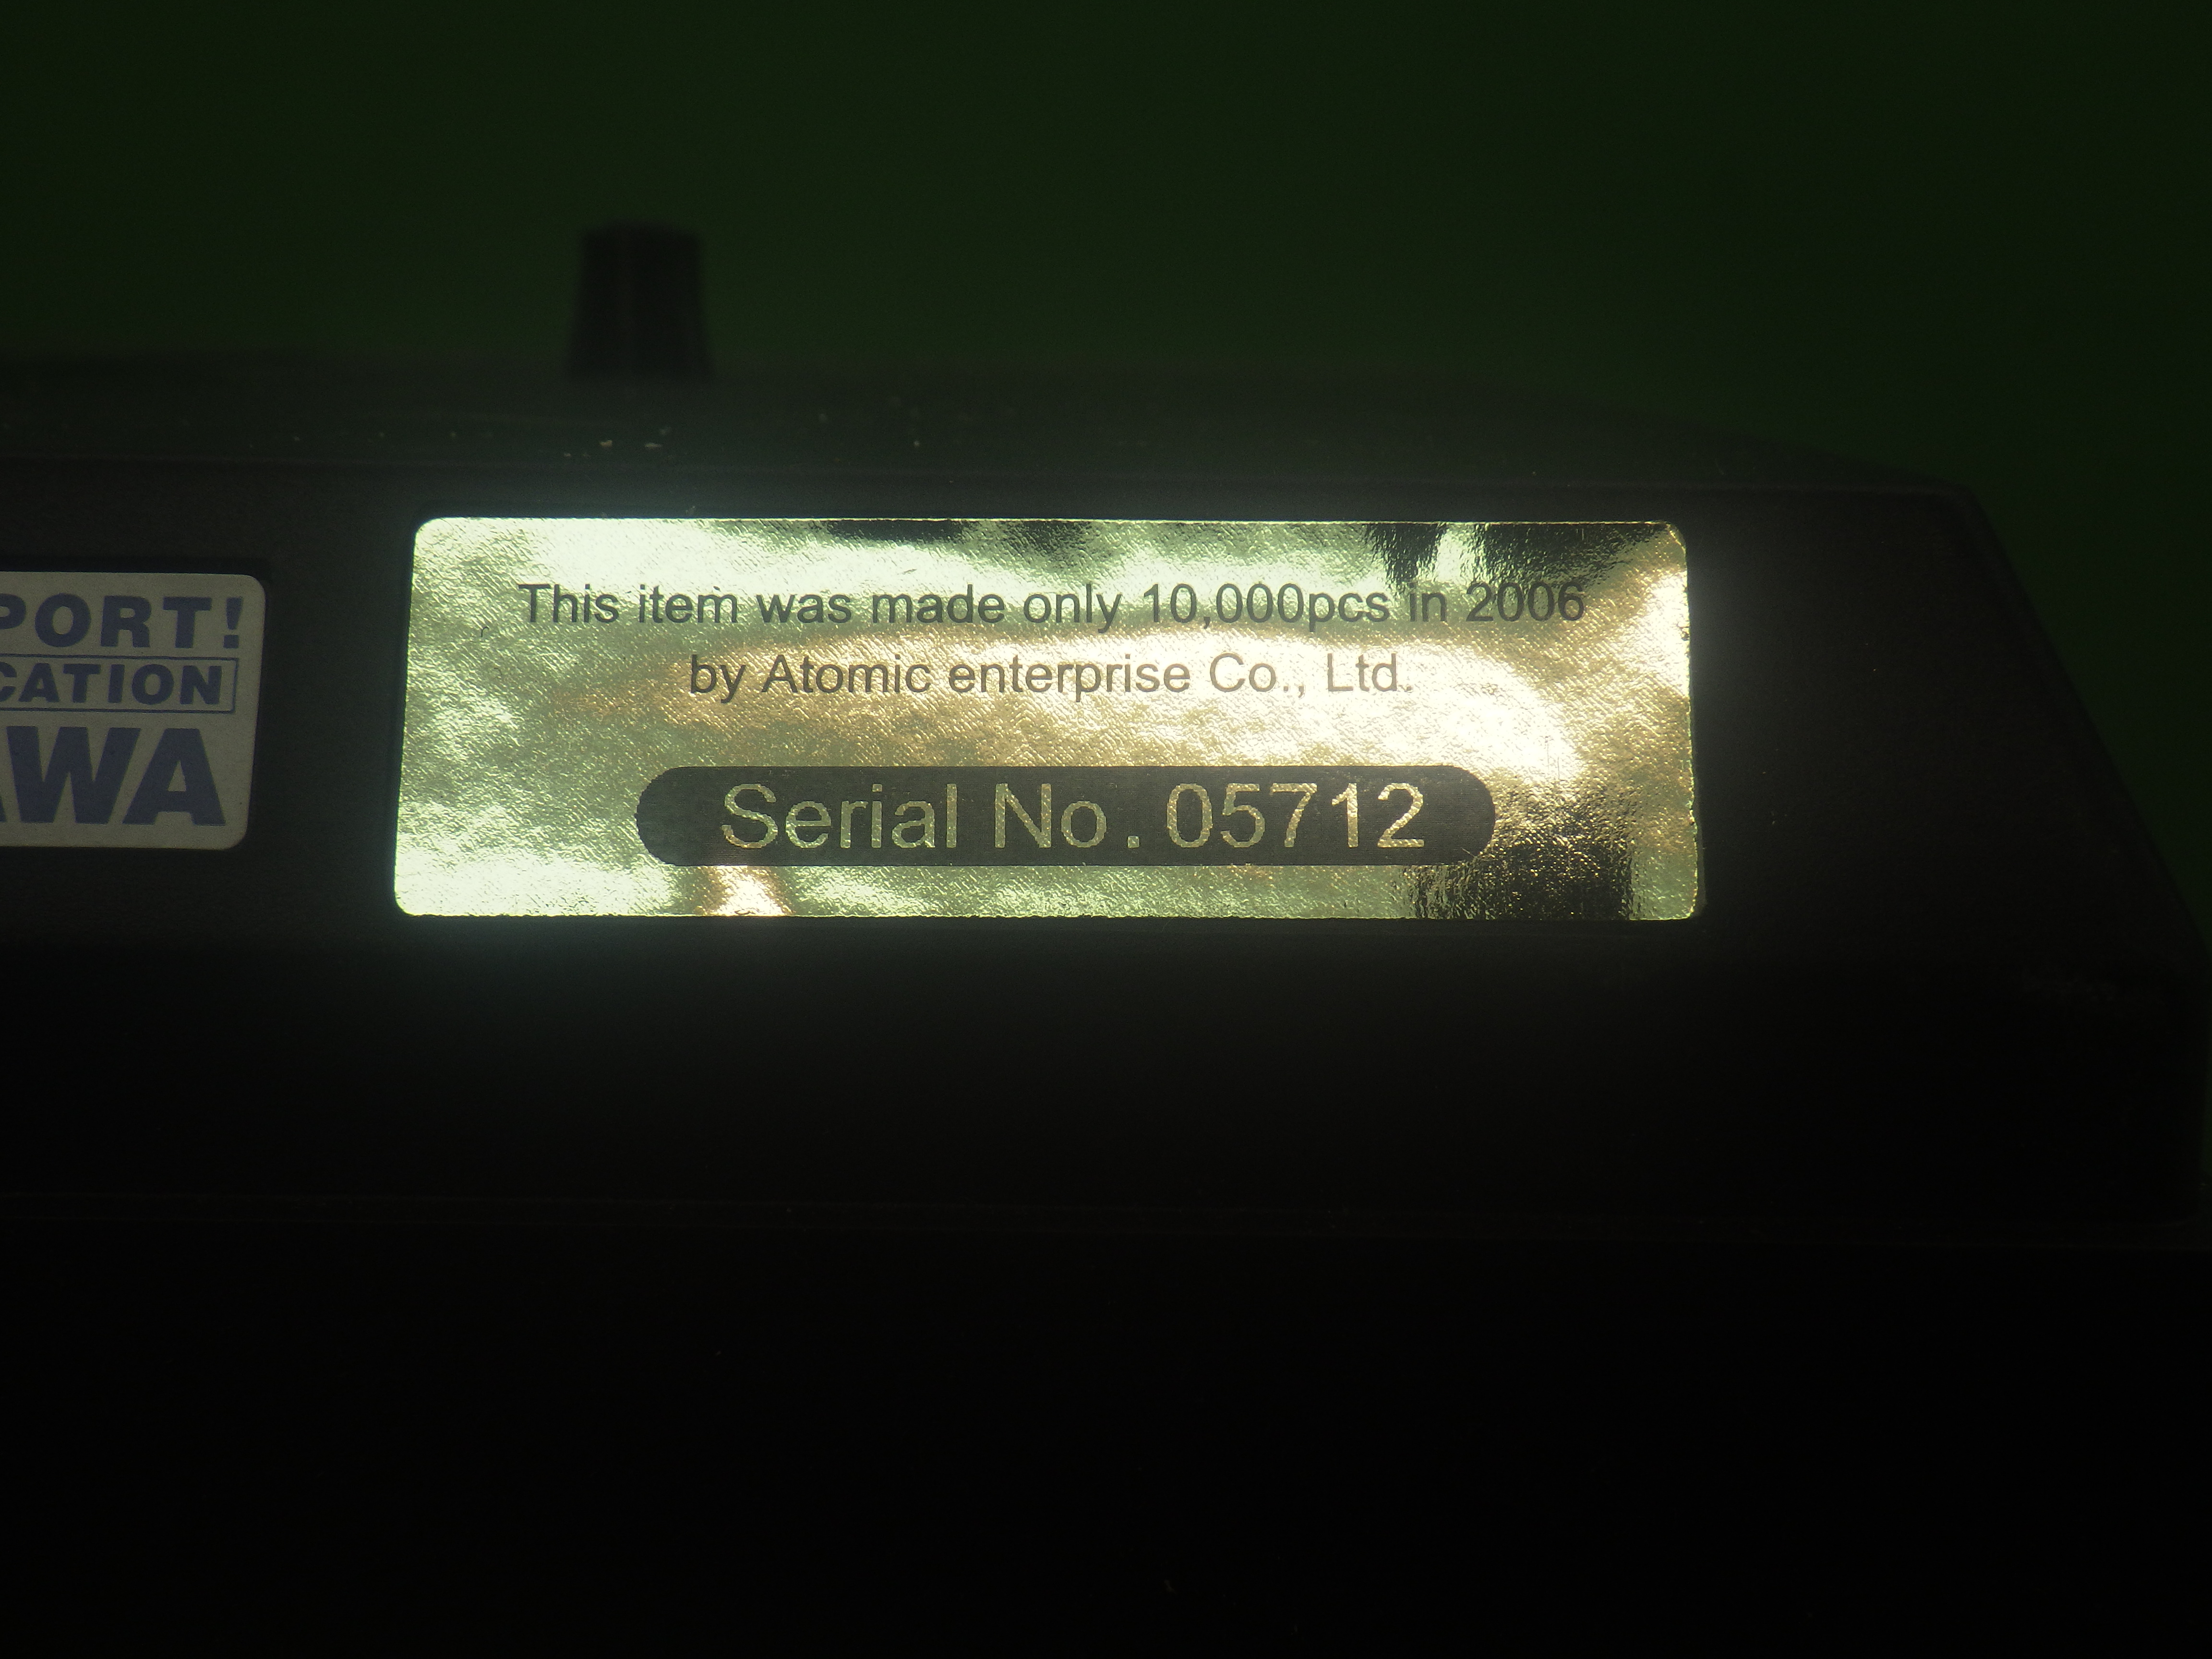 PORT!
CATION
AWA
This item was made only 10,000pcs in 2006
by Atomic enterprise Co., Ltd.
Serial No. 05712